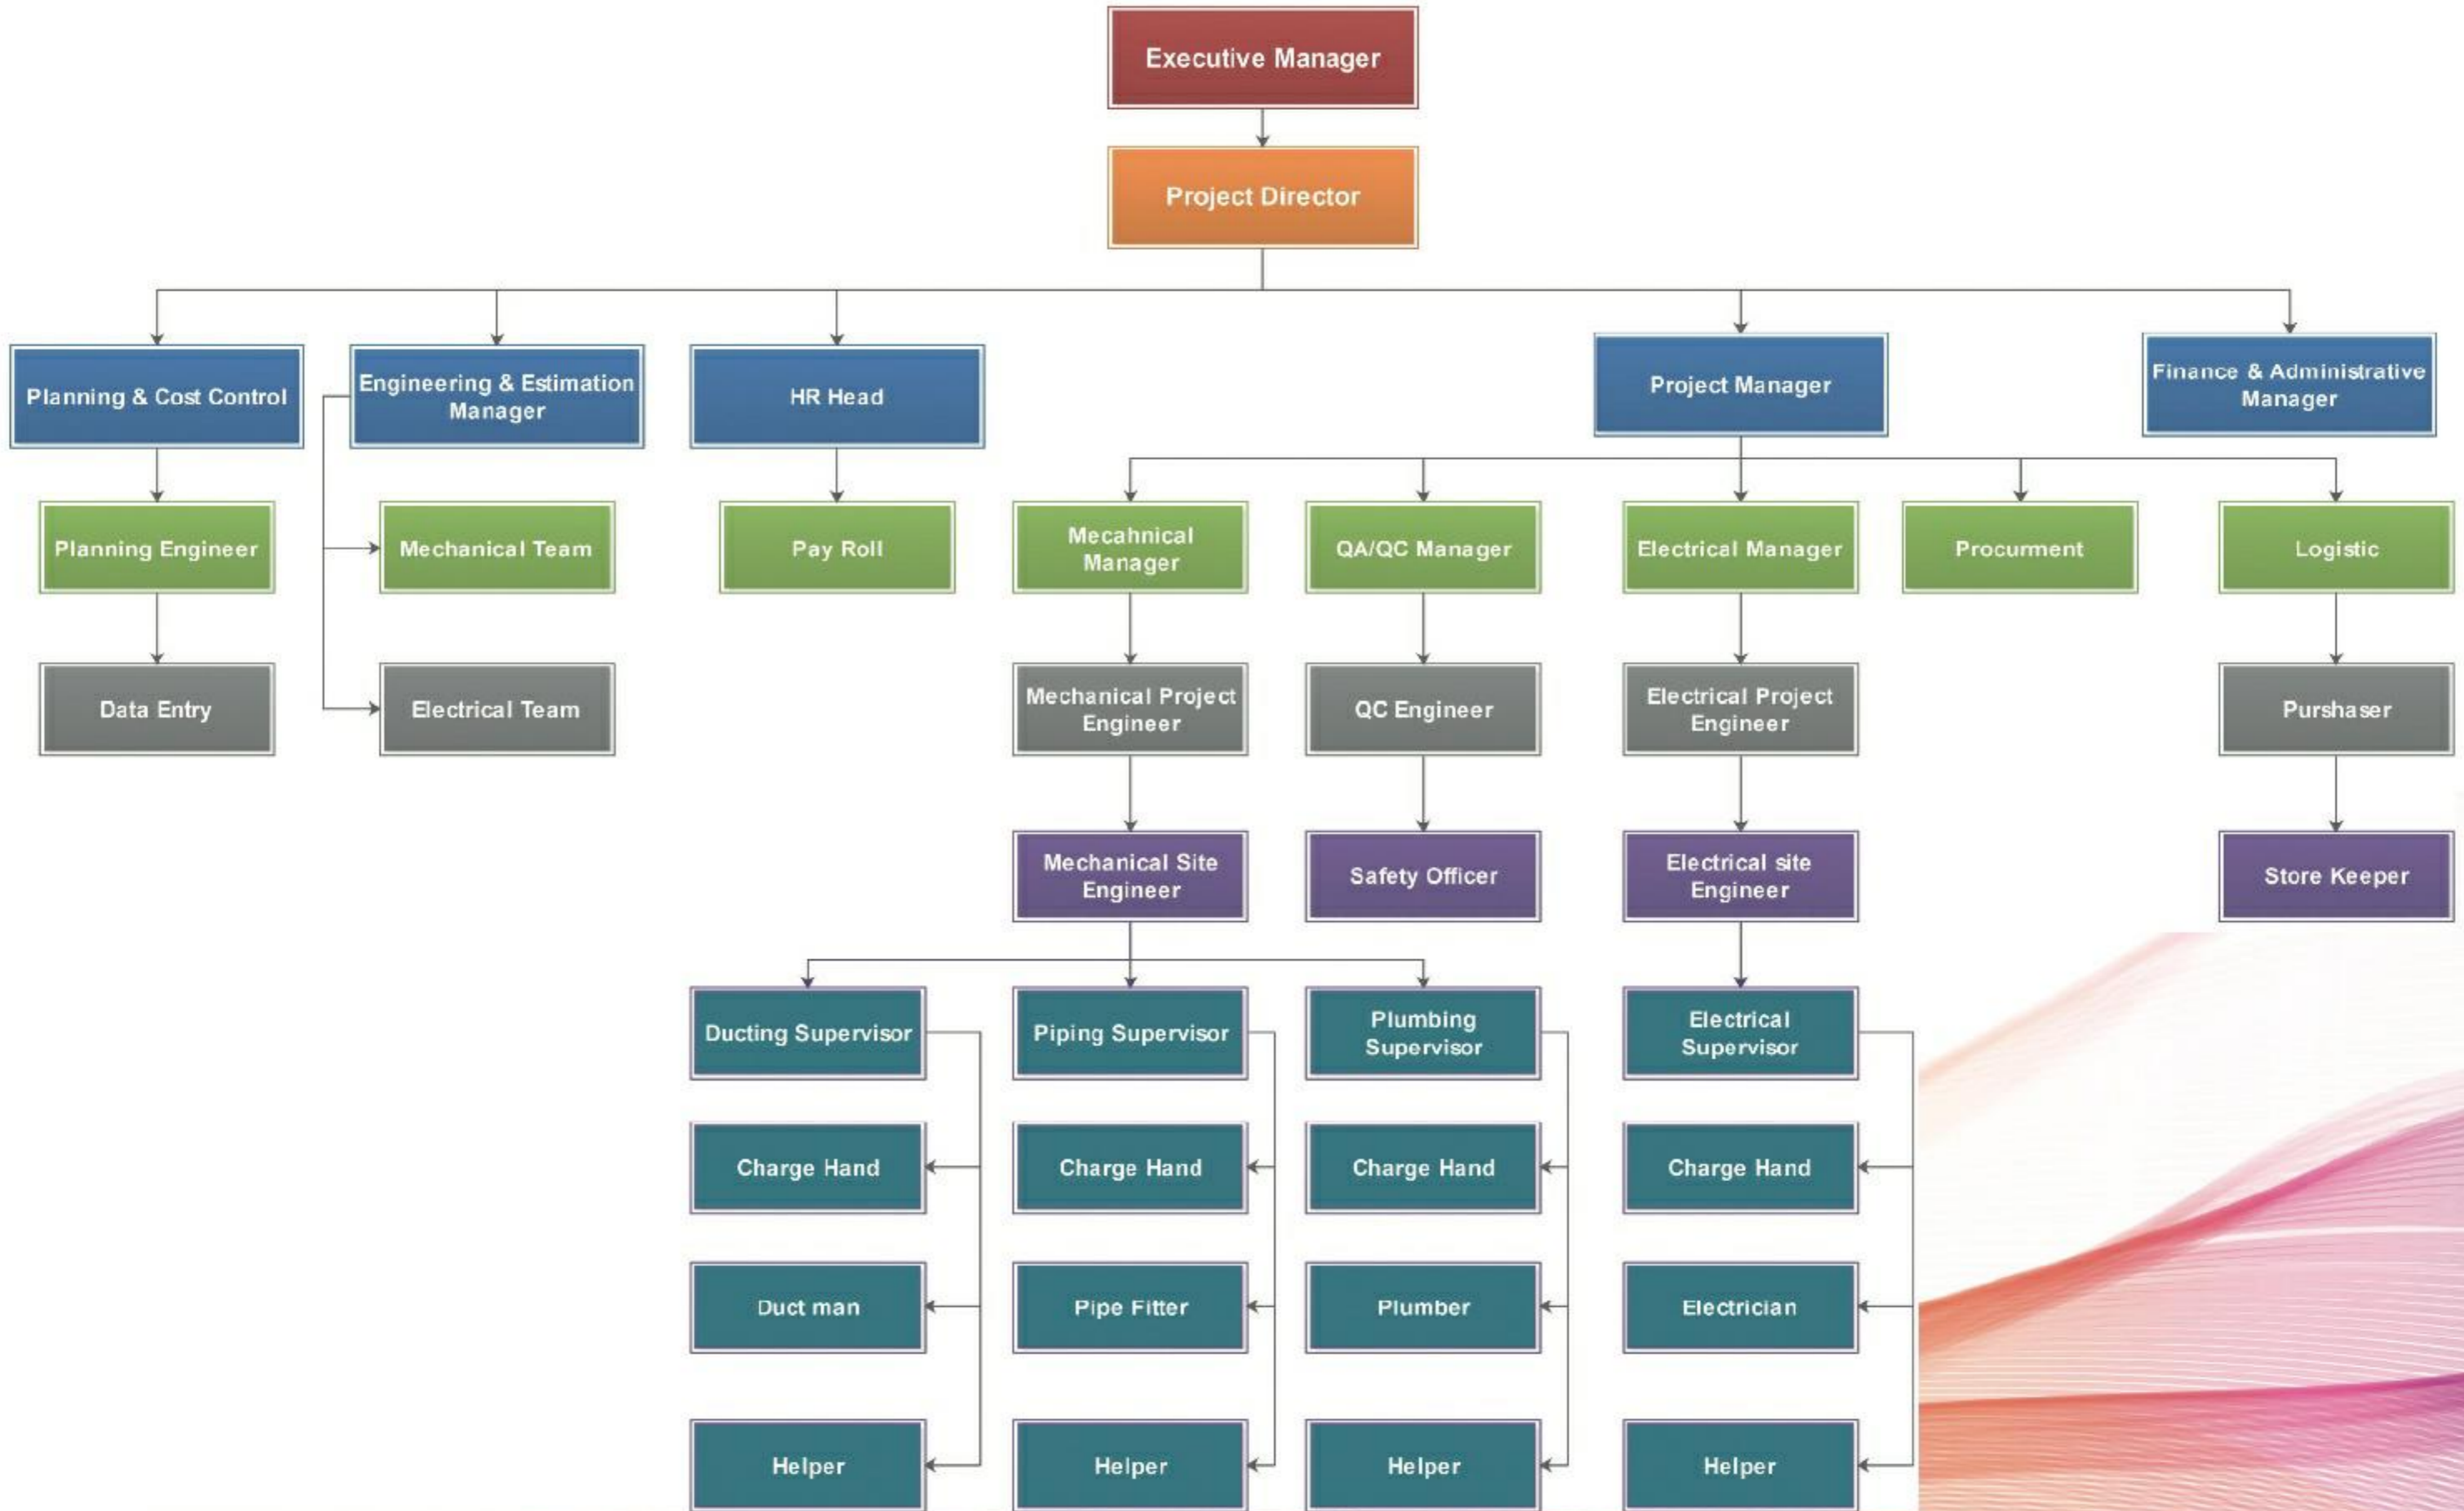 Executive Manager
Project Director
Planning & Cost Control
Engineering & Estimation
Manager
HR Head
Project Manager
Finance & Administrative
Manager
Planning Engineer
Mechanical Team
Pay Roll
Mecahnical
Manager
QA/QC Manager
Electrical Manager
Procurment
Logistic
Data Entry
Electrical Team
Mechanical Project
Engineer
QC Engineer
Electrical Project
Engineer
Purshaser
Mechanical Site
Engineer
Safety Officer
Electrical site
Engineer
Store Keeper
Ducting Supervisor
Piping Supervisor
Plumbing
Supervisor
Electrical
Supervisor
Charge Hand
Charge Hand
Charge Hand
Charge Hand
Duct man
Pipe Fitter
Plumber
Electrician
Helper
Helper
Helper
Helper